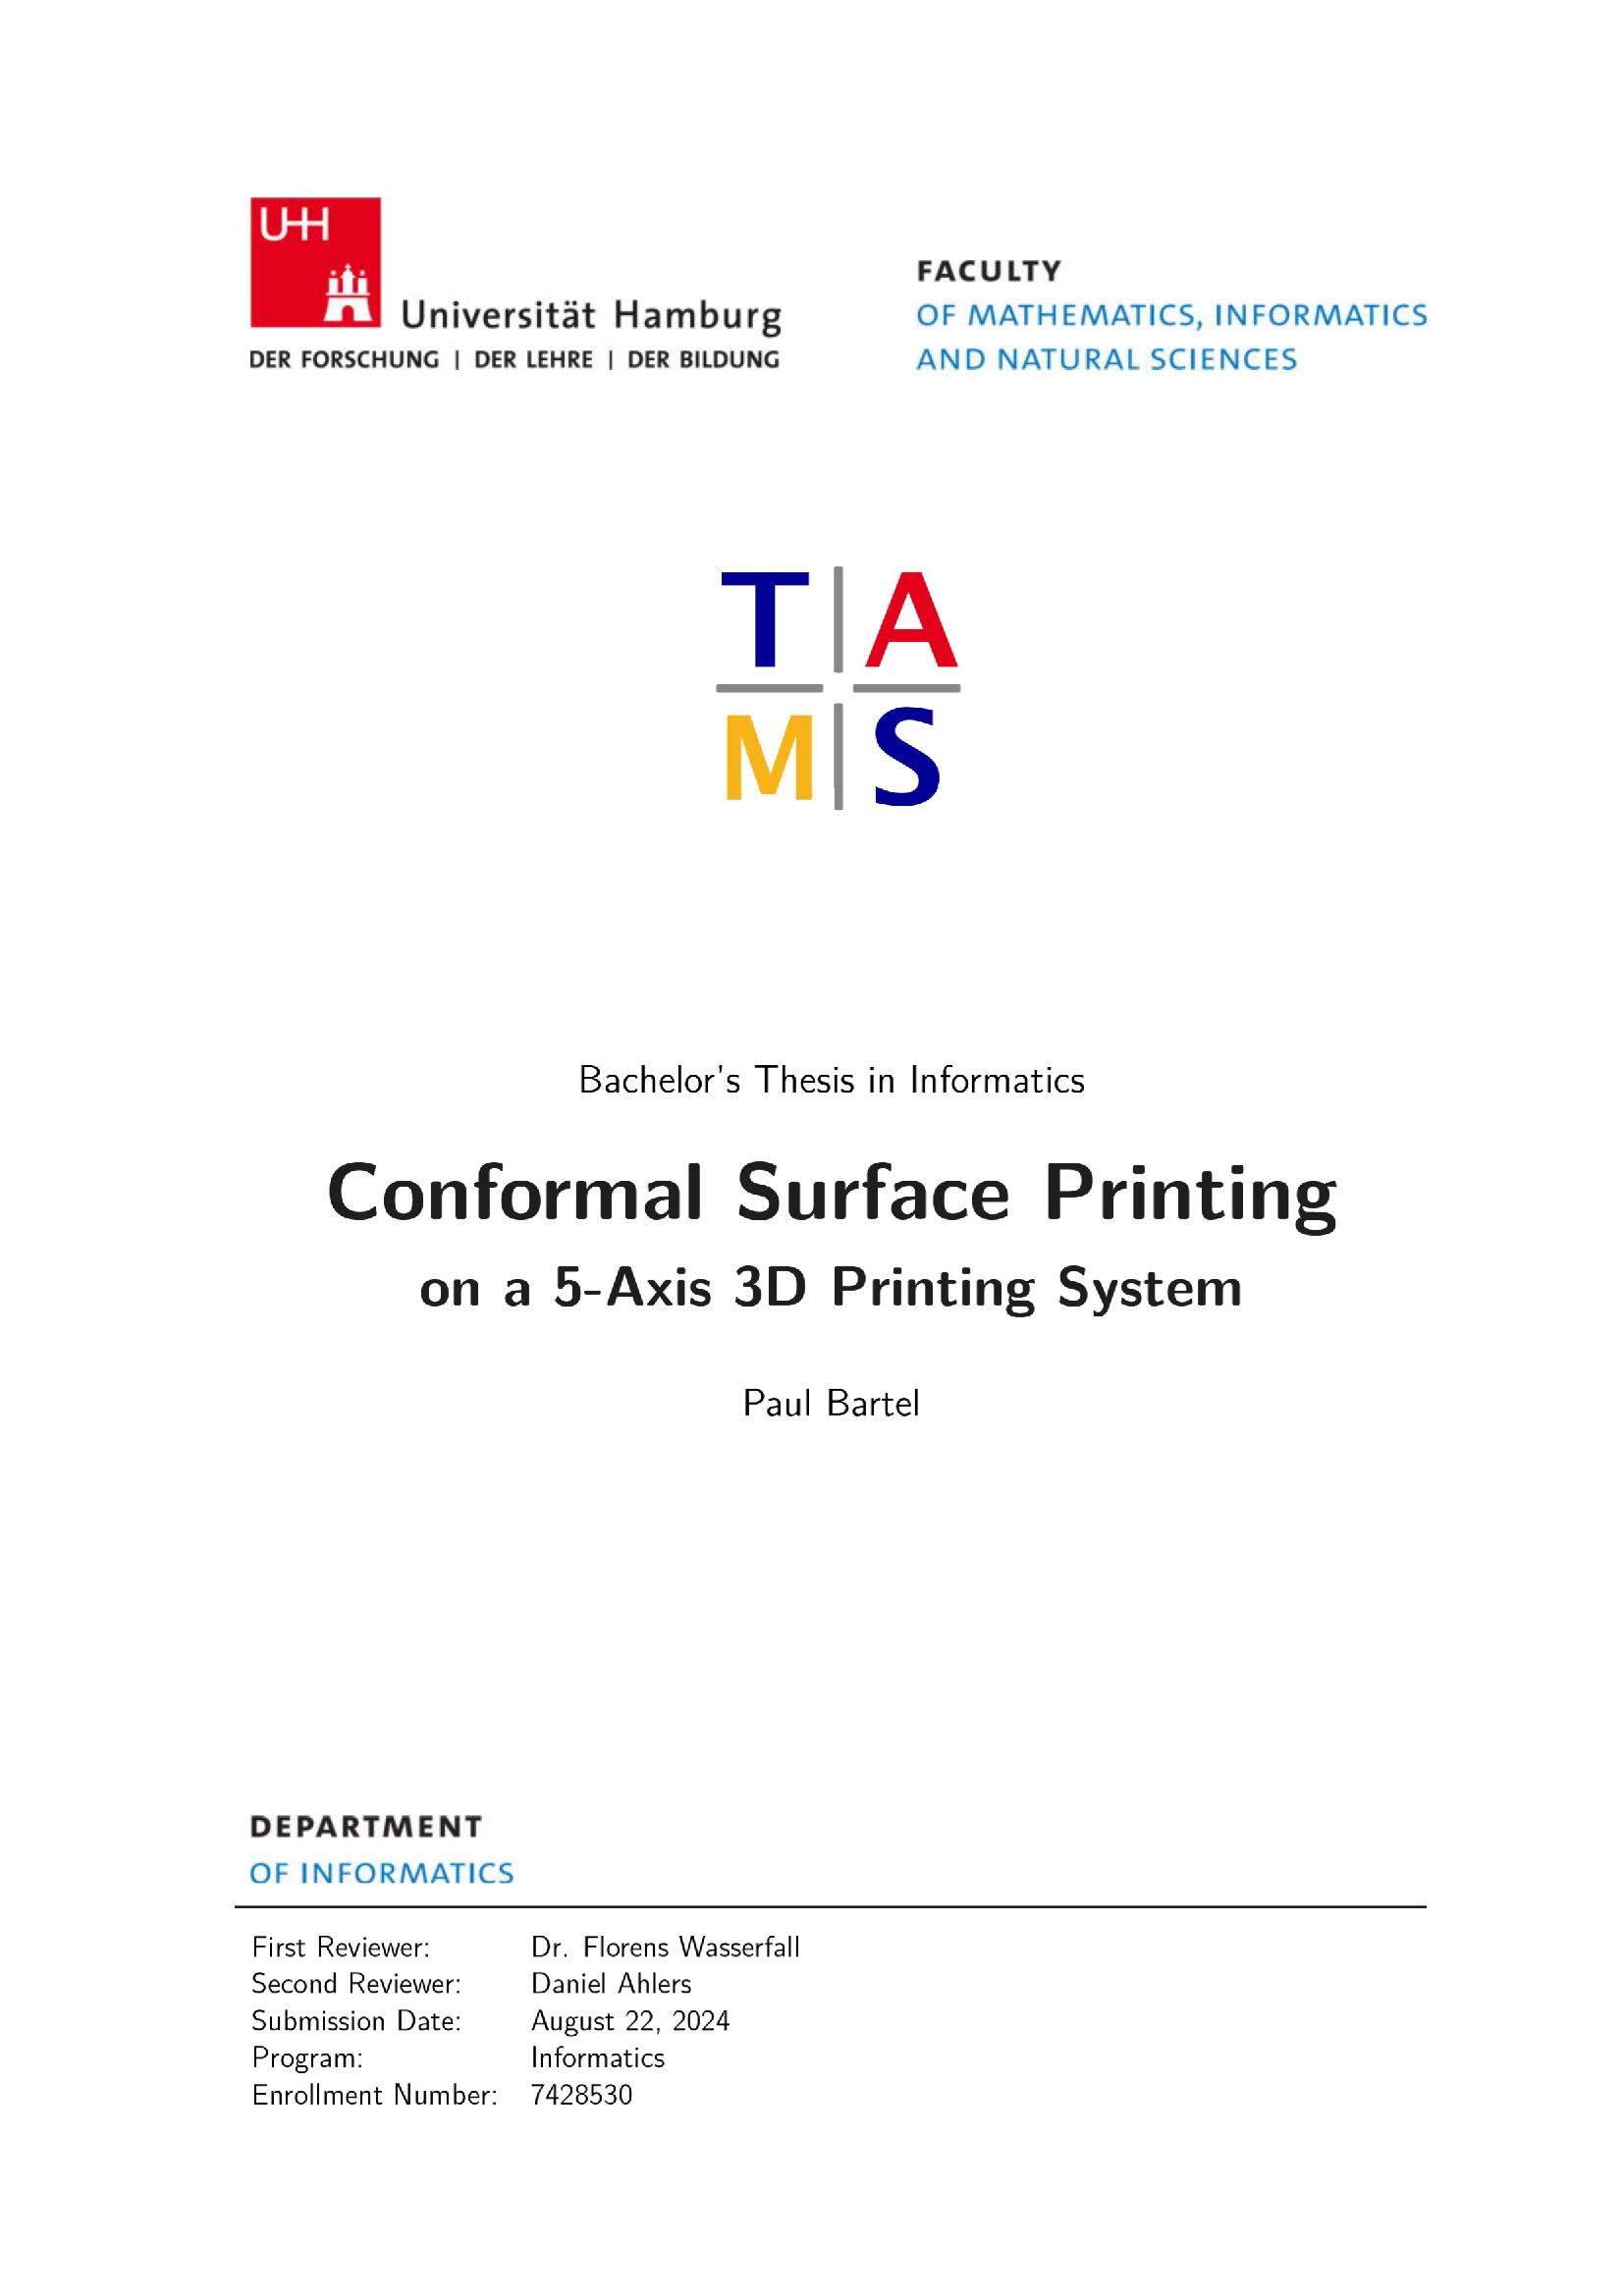 UHH
Universität Hamburg
DER FORSCHUNG | DER LEHRE | DER BILDUNG
FACULTY
OF MATHEMATICS, INFORMATICS
AND NATURAL SCIENCES
T A
M S
Bachelor's Thesis in Informatics
Conformal Surface Printing
on a 5-Axis 3D Printing System
Paul Bartel
DEPARTMENT
OF INFORMATICS
First Reviewer: Dr. Florens Wasserfall
Second Reviewer: Daniel Ahlers
Submission Date: August 22, 2024
Program: Informatics
Enrollment Number: 7428530